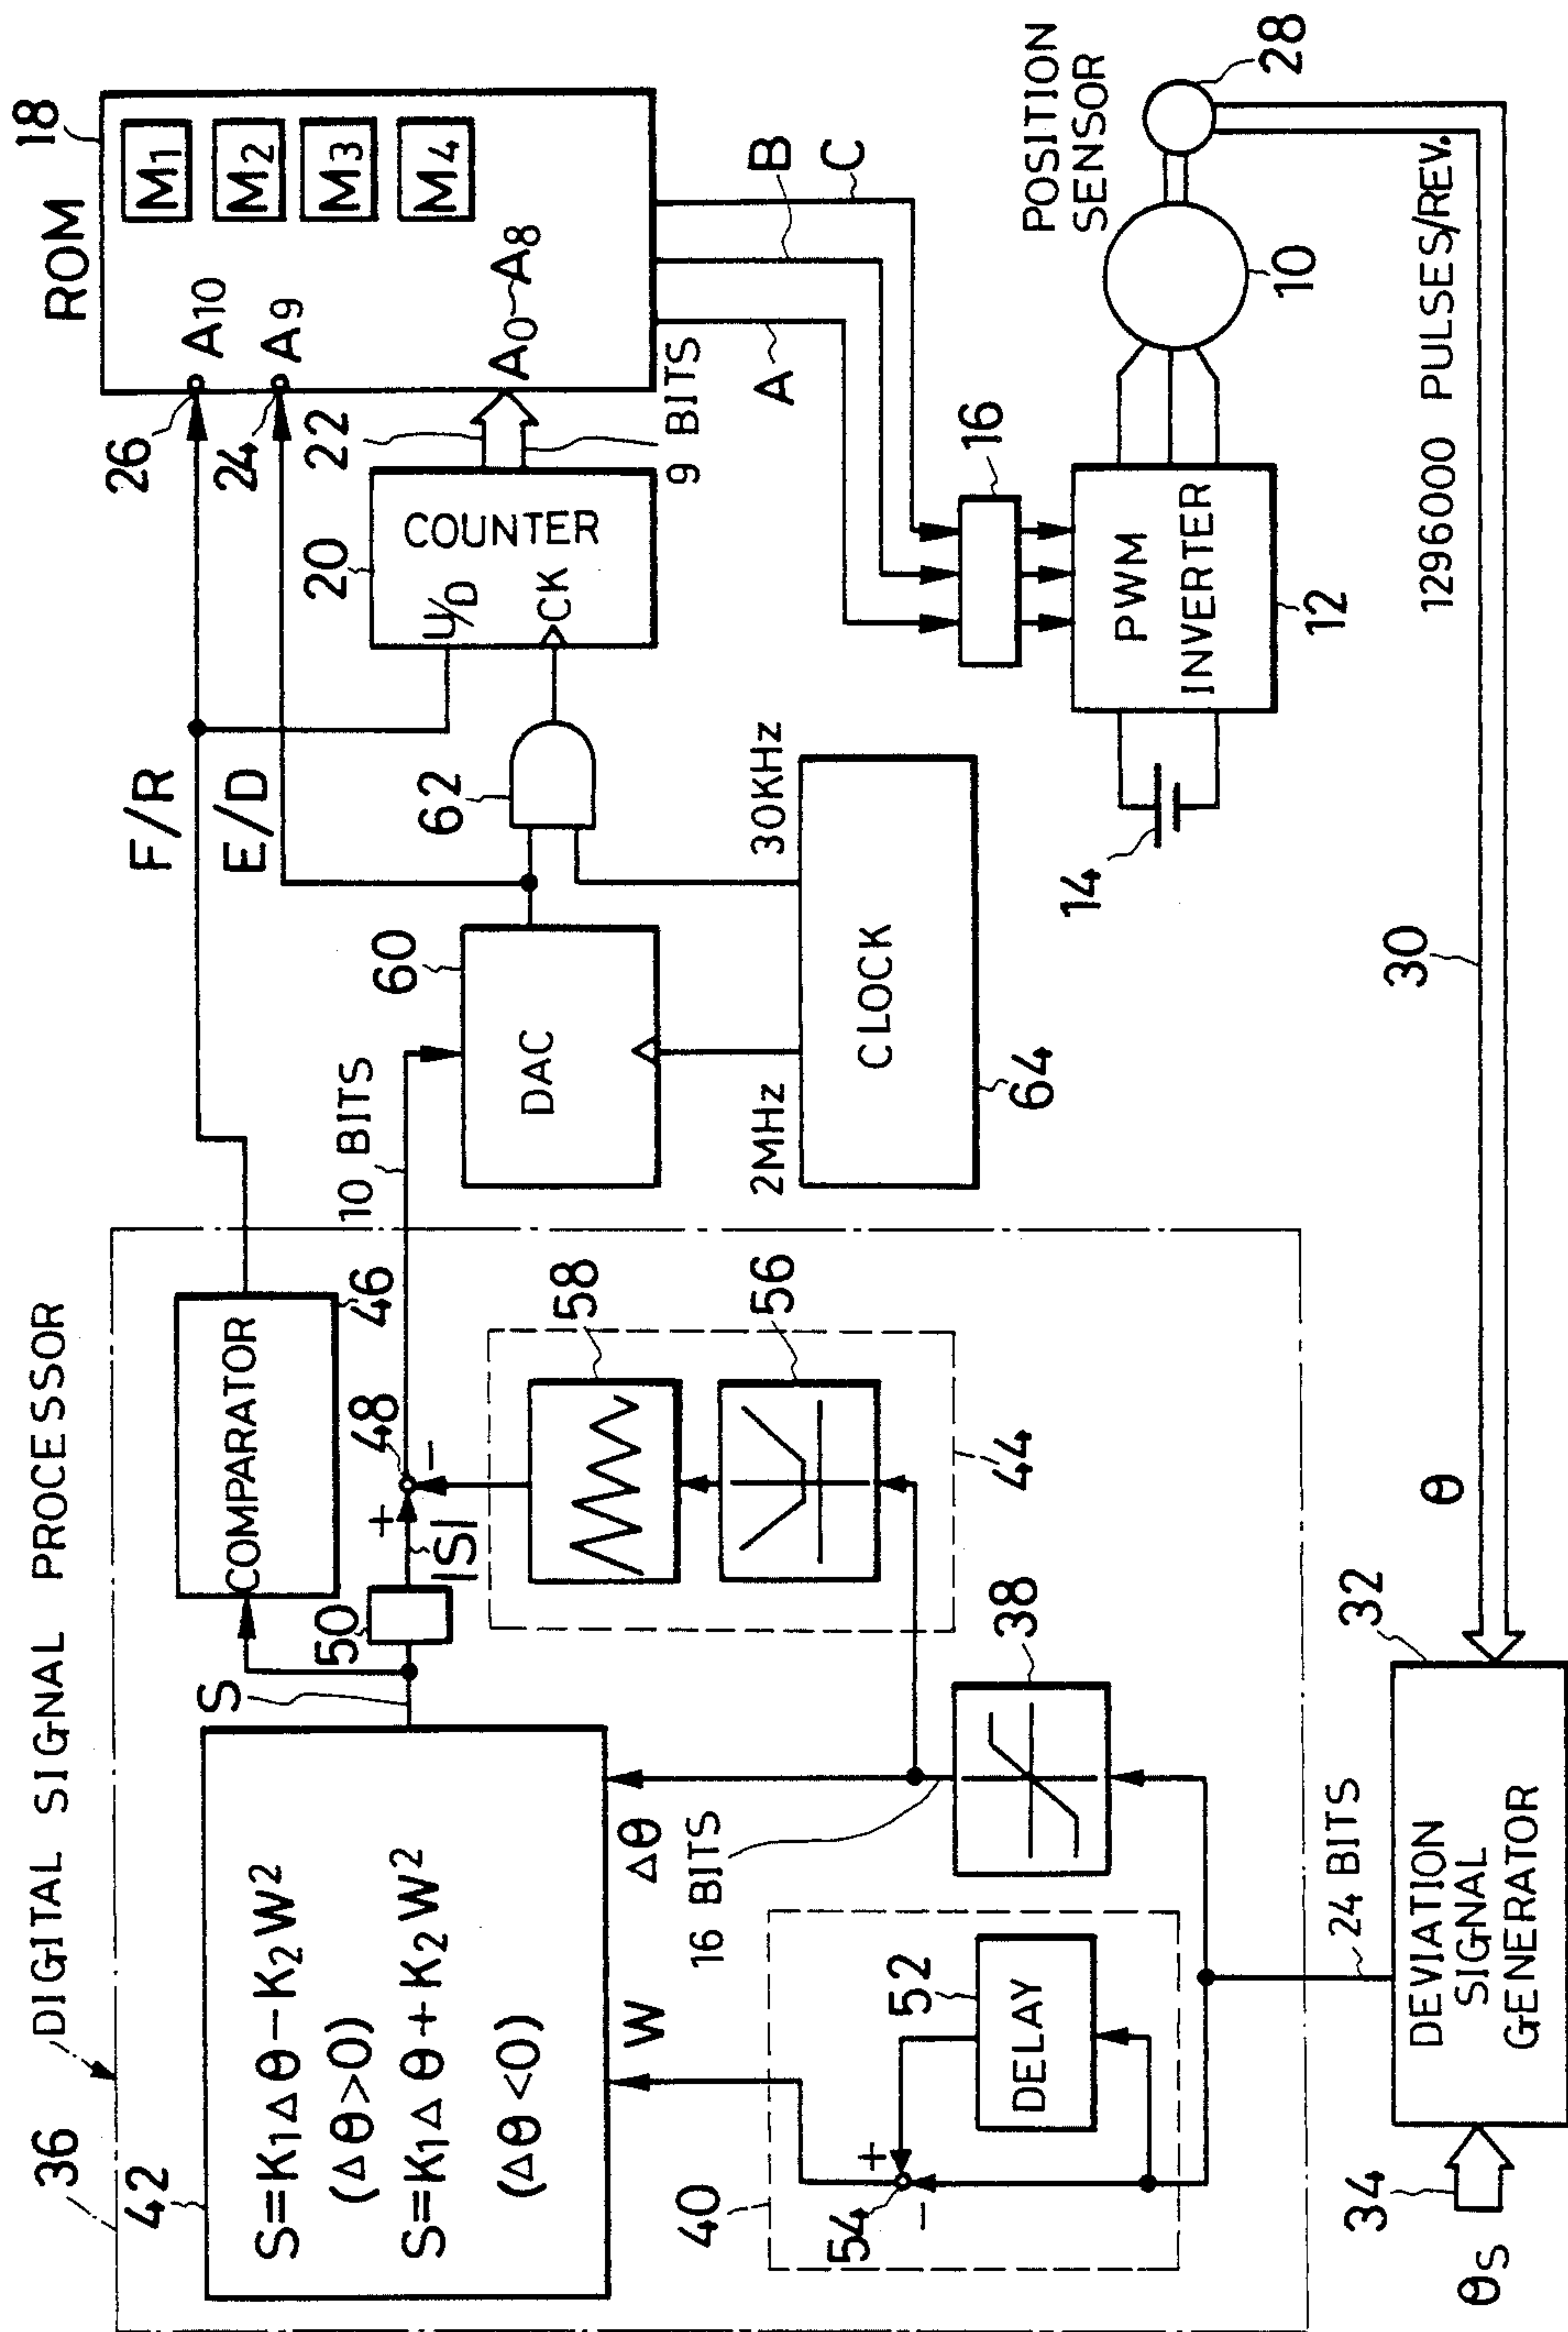 DIGITAL SIGNAL PROCESSOR
36
42
S=K1Δθ-K2W²
(Δθ>0)
S=K1Δθ+K2W²
(Δθ<0)
S
COMPARATOR
46
50
|S|
+
-
48
10 BITS
58
56
44
Δθ
16 BITS
38
W
40
+
-
54
52
DELAY
24 BITS
DEVIATION
SIGNAL
GENERATOR
32
34
θs
θ
30
1296000 PULSES/REV.
F/R
E/D
60
DAC
62
2MHz
30KHz
CLOCK
64
20
COUNTER
U/D
CK
22
9 BITS
26
24
ROM
18
A10
A9
A0~A8
M1
M2
M3
M4
A
B
C
16
PWM
INVERTER
12
14
10
POSITION
SENSOR
28